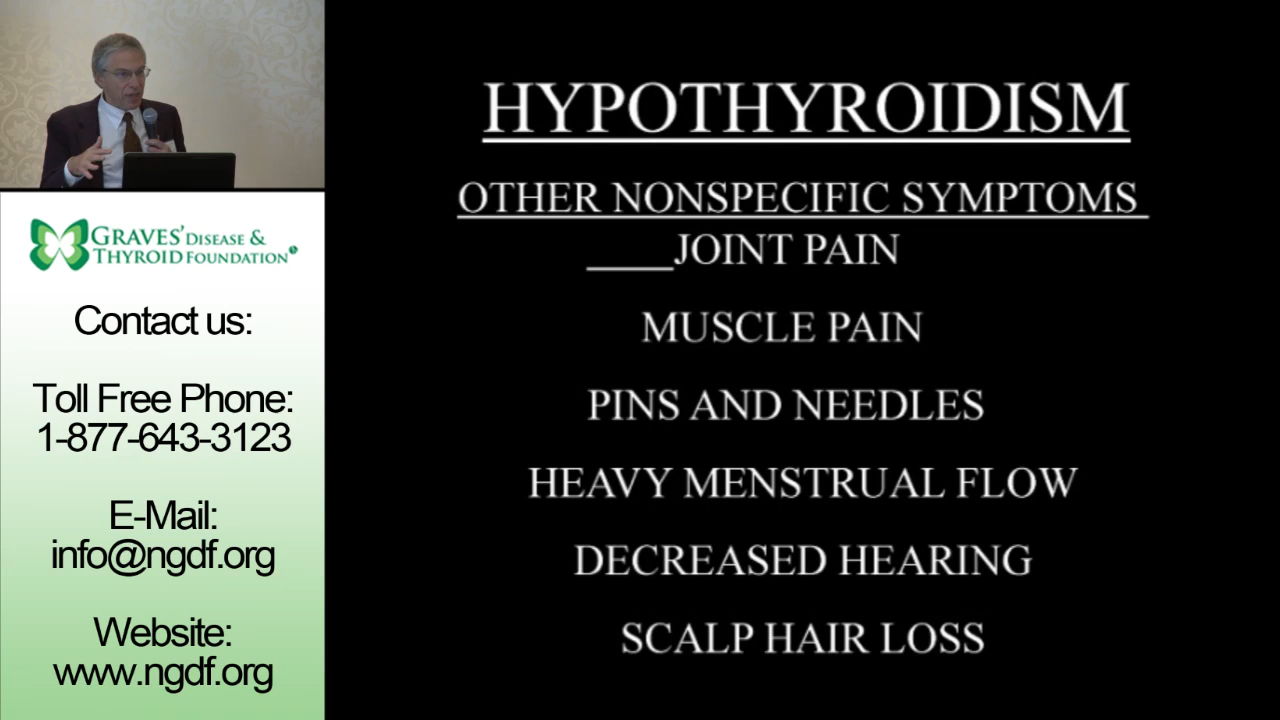 GRAVES' DISEASE &
THYROID FOUNDATION
Contact us:
Toll Free Phone:
1-877-643-3123
E-Mail:
info@ngdf.org
Website:
www.ngdf.org
HYPOTHYROIDISM
OTHER NONSPECIFIC SYMPTOMS
____JOINT PAIN
MUSCLE PAIN
PINS AND NEEDLES
HEAVY MENSTRUAL FLOW
DECREASED HEARING
SCALP HAIR LOSS